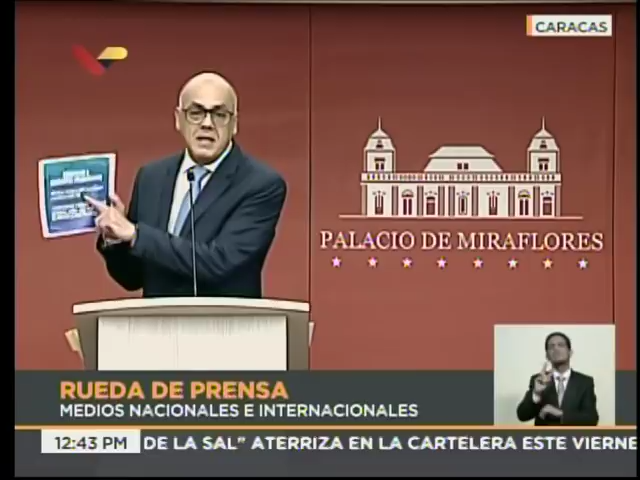 CARACAS
PALACIO DE MIRAFLORES
RUEDA DE PRENSA
MEDIOS NACIONALES E INTERNACIONALES
12:43 PM DE LA SAL" ATERRIZA EN LA CARTELERA ESTE VIERNE